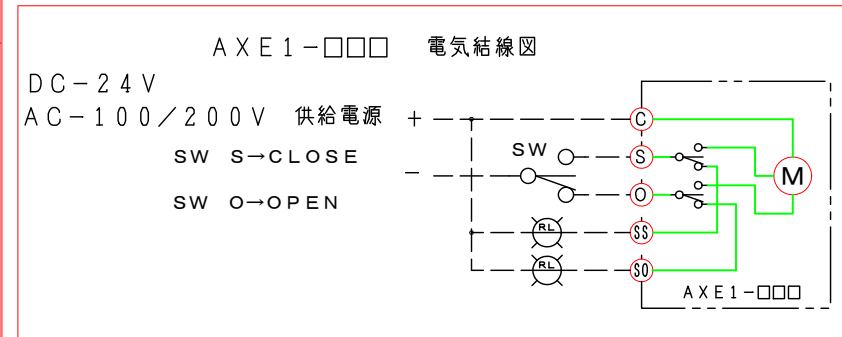 AXE1-□□□ 電気結線図
DC-24V
AC-100/200V 供給電源 +
SW S→CLOSE
-
SW O→OPEN
SW
C
S
O
SS
SO
RL
RL
M
AXE1-□□□